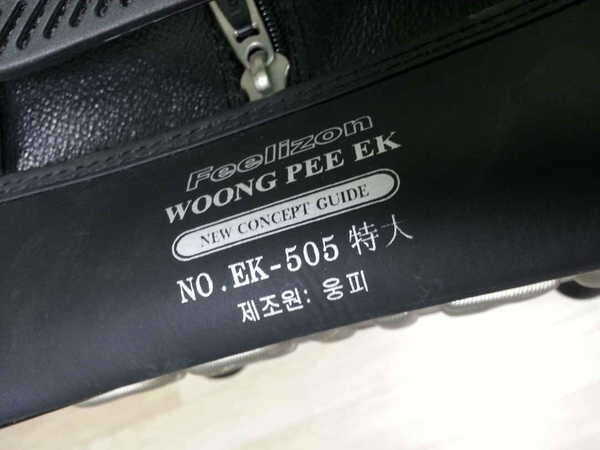 Feelizon
WOONG PEE EK
NEW CONCEPT GUIDE
NO.EK-505 特大
제조원: 웅피